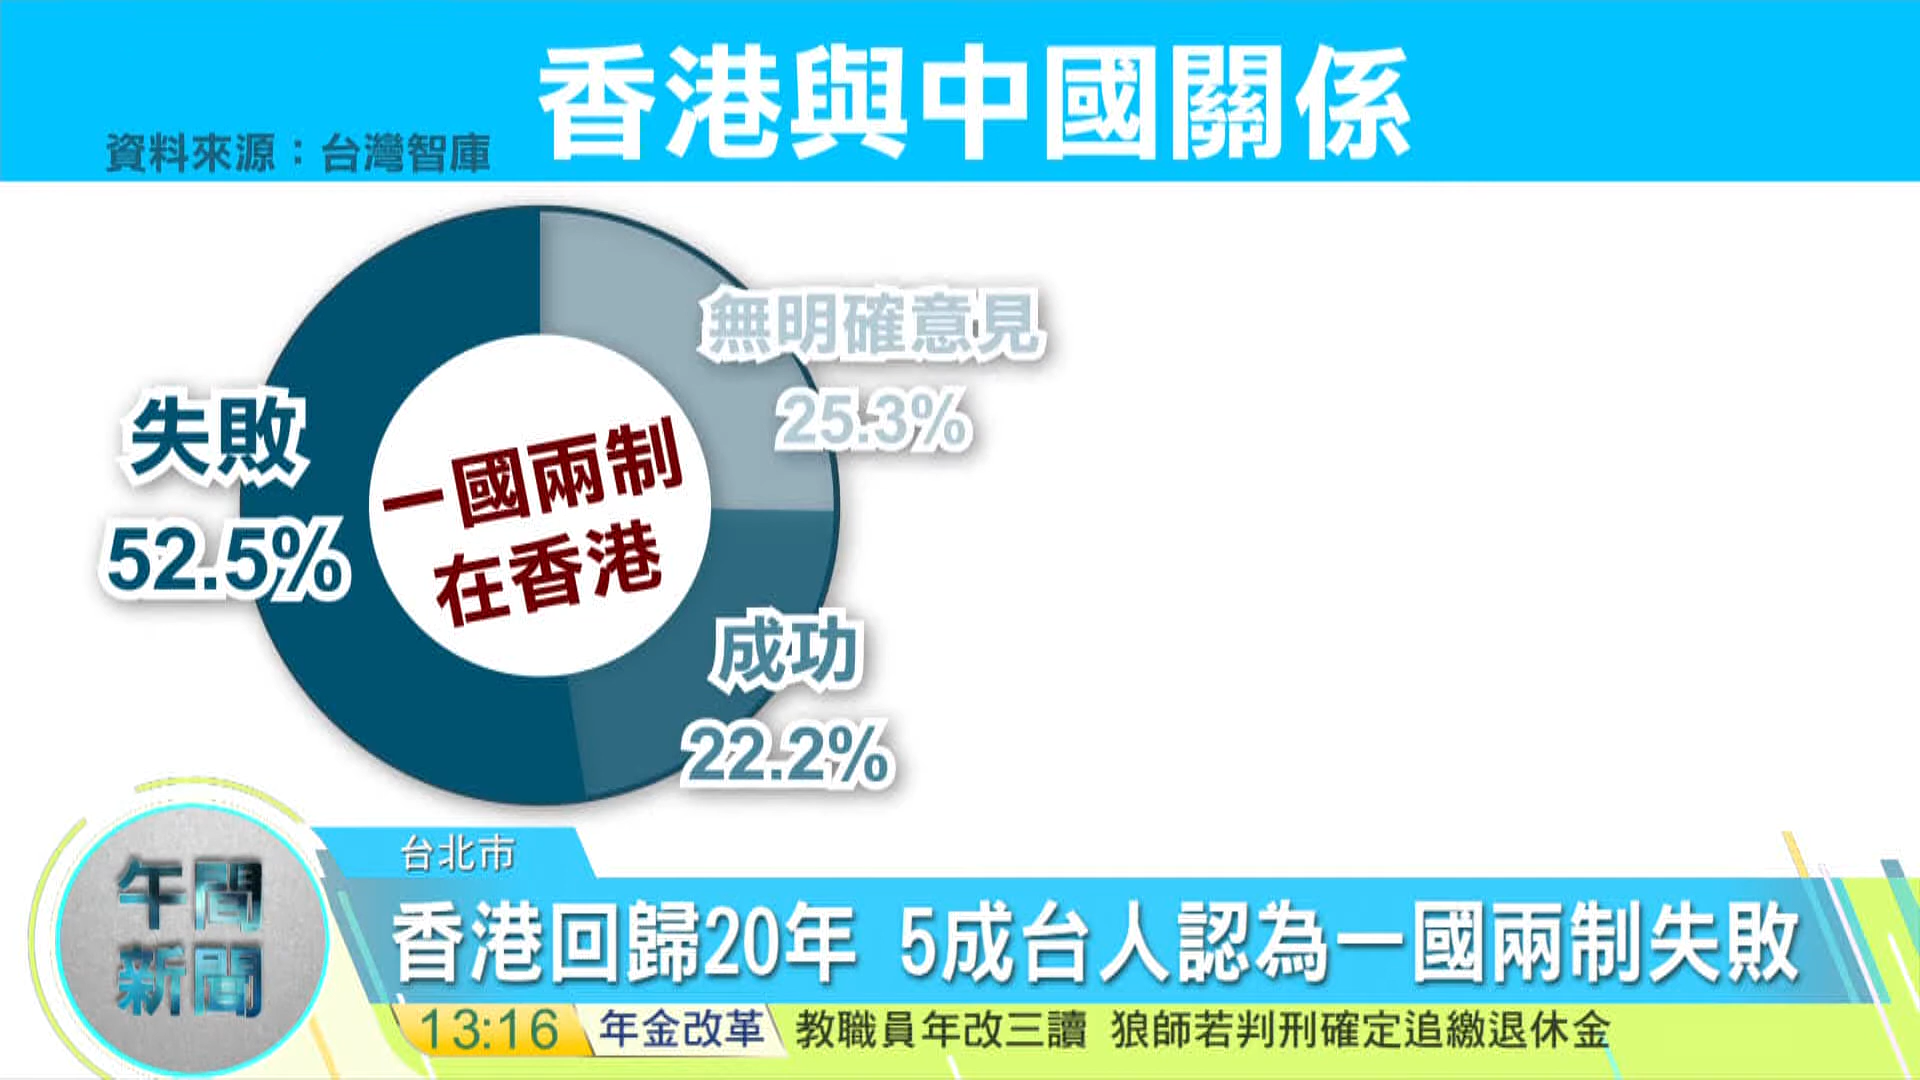 香港與中國關係
資料來源：台灣智庫
無明確意見
25.3%
失敗
52.5%
一國兩制
在香港
成功
22.2%
台北市
午間
新聞
香港回歸20年 5成台人認為一國兩制失敗
13:16 年金改革 教職員年改三讀 狼師若判刑確定追繳退休金